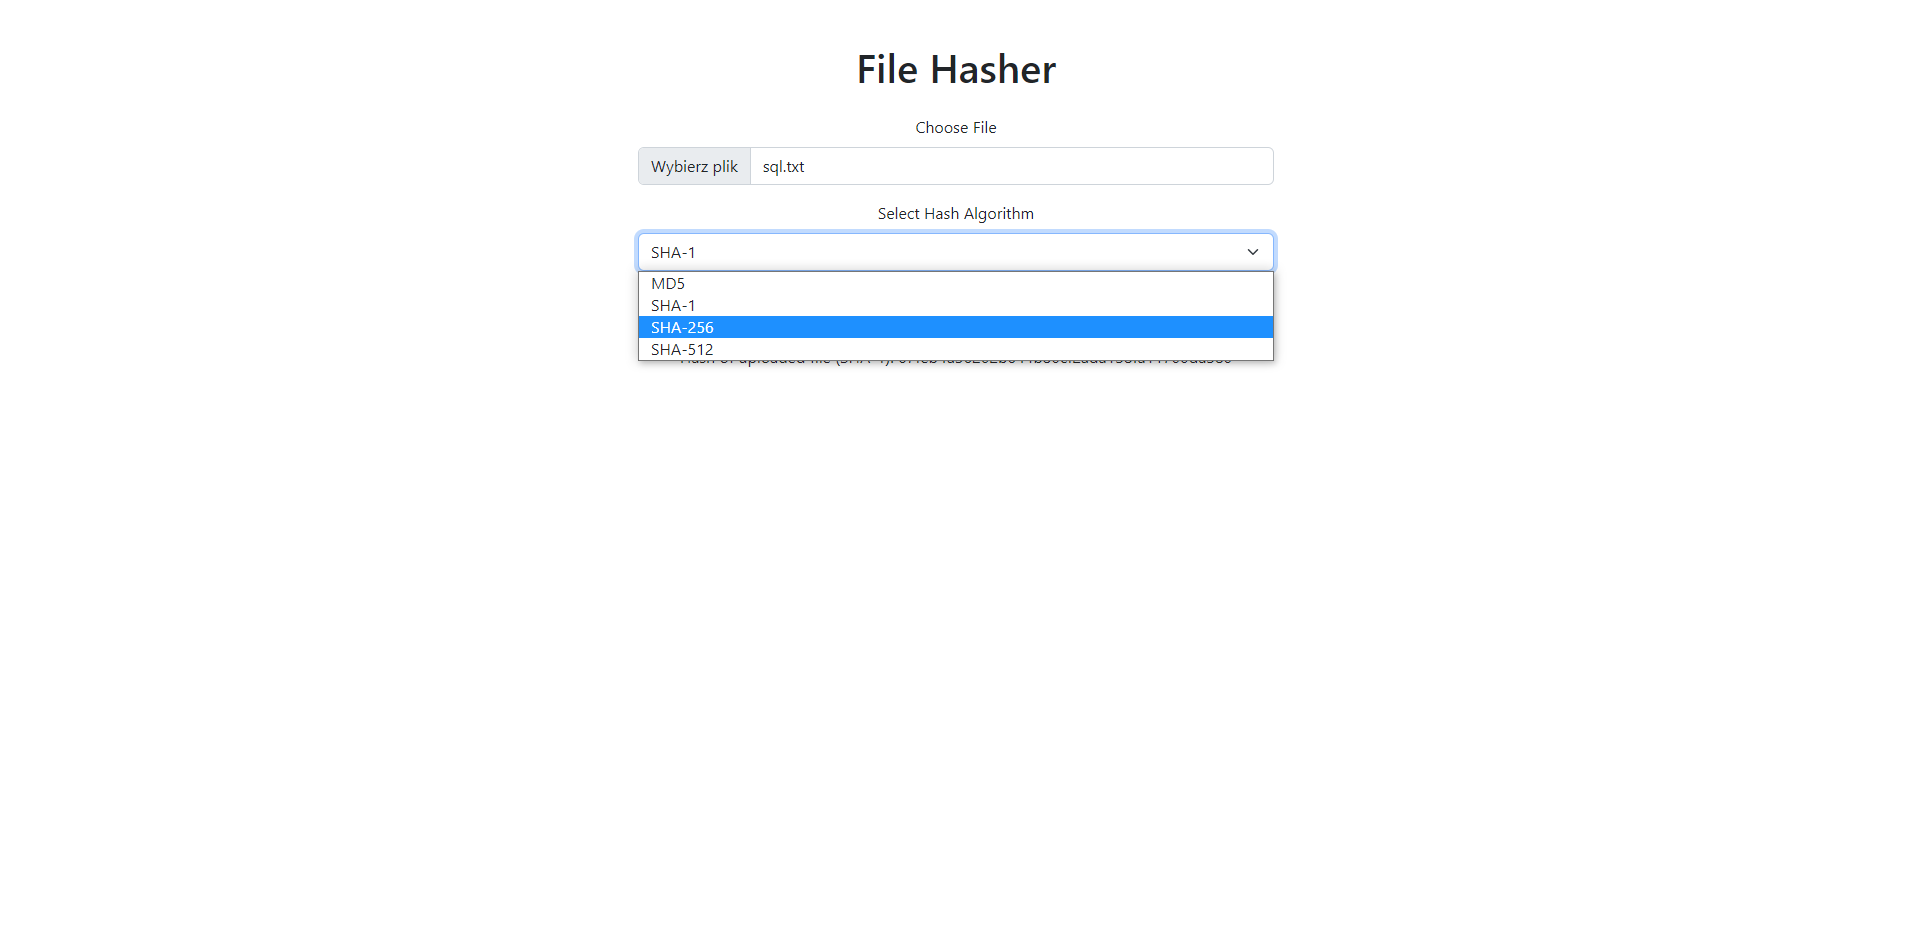 File Hasher
Choose File
Wybierz plik sql.txt
Select Hash Algorithm
SHA-1
MD5
SHA-1
SHA-256
SHA-512